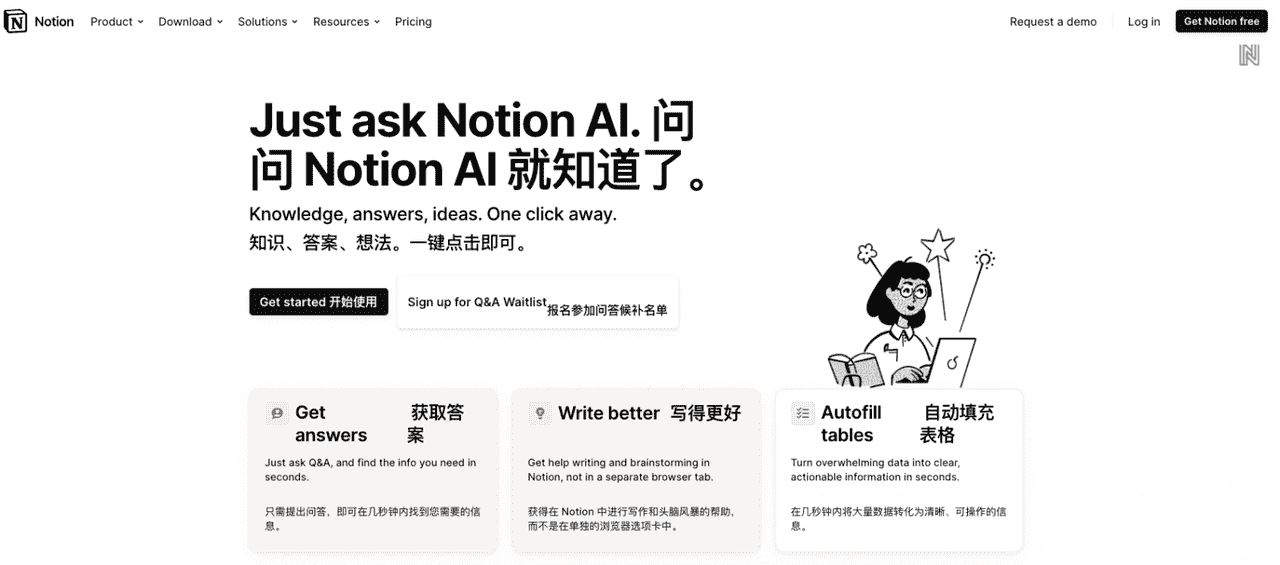 Notion Product Download Solutions Resources Pricing Request a demo Log in Get Notion free
Just ask Notion AI. 问
问 Notion AI 就知道了。
Knowledge, answers, ideas. One click away.
知识、答案、想法。一键点击即可。
Get started 开始使用
Sign up for Q&A Waitlist
报名参加问答候补名单
Get 获取答
answers 案
Just ask Q&A, and find the info you need in
seconds.
只需提出问答，即可在几秒钟内找到您需要的信
息。
Write better 写得更好
Get help writing and brainstorming in
Notion, not in a separate browser tab.
获得在 Notion 中进行写作和头脑风暴的帮助，
而不是在单独的浏览器选项卡中。
Autofill 自动填充
tables 表格
Turn overwhelming data into clear,
actionable information in seconds.
在几秒钟内将大量数据转化为清晰、可操作的信
息。